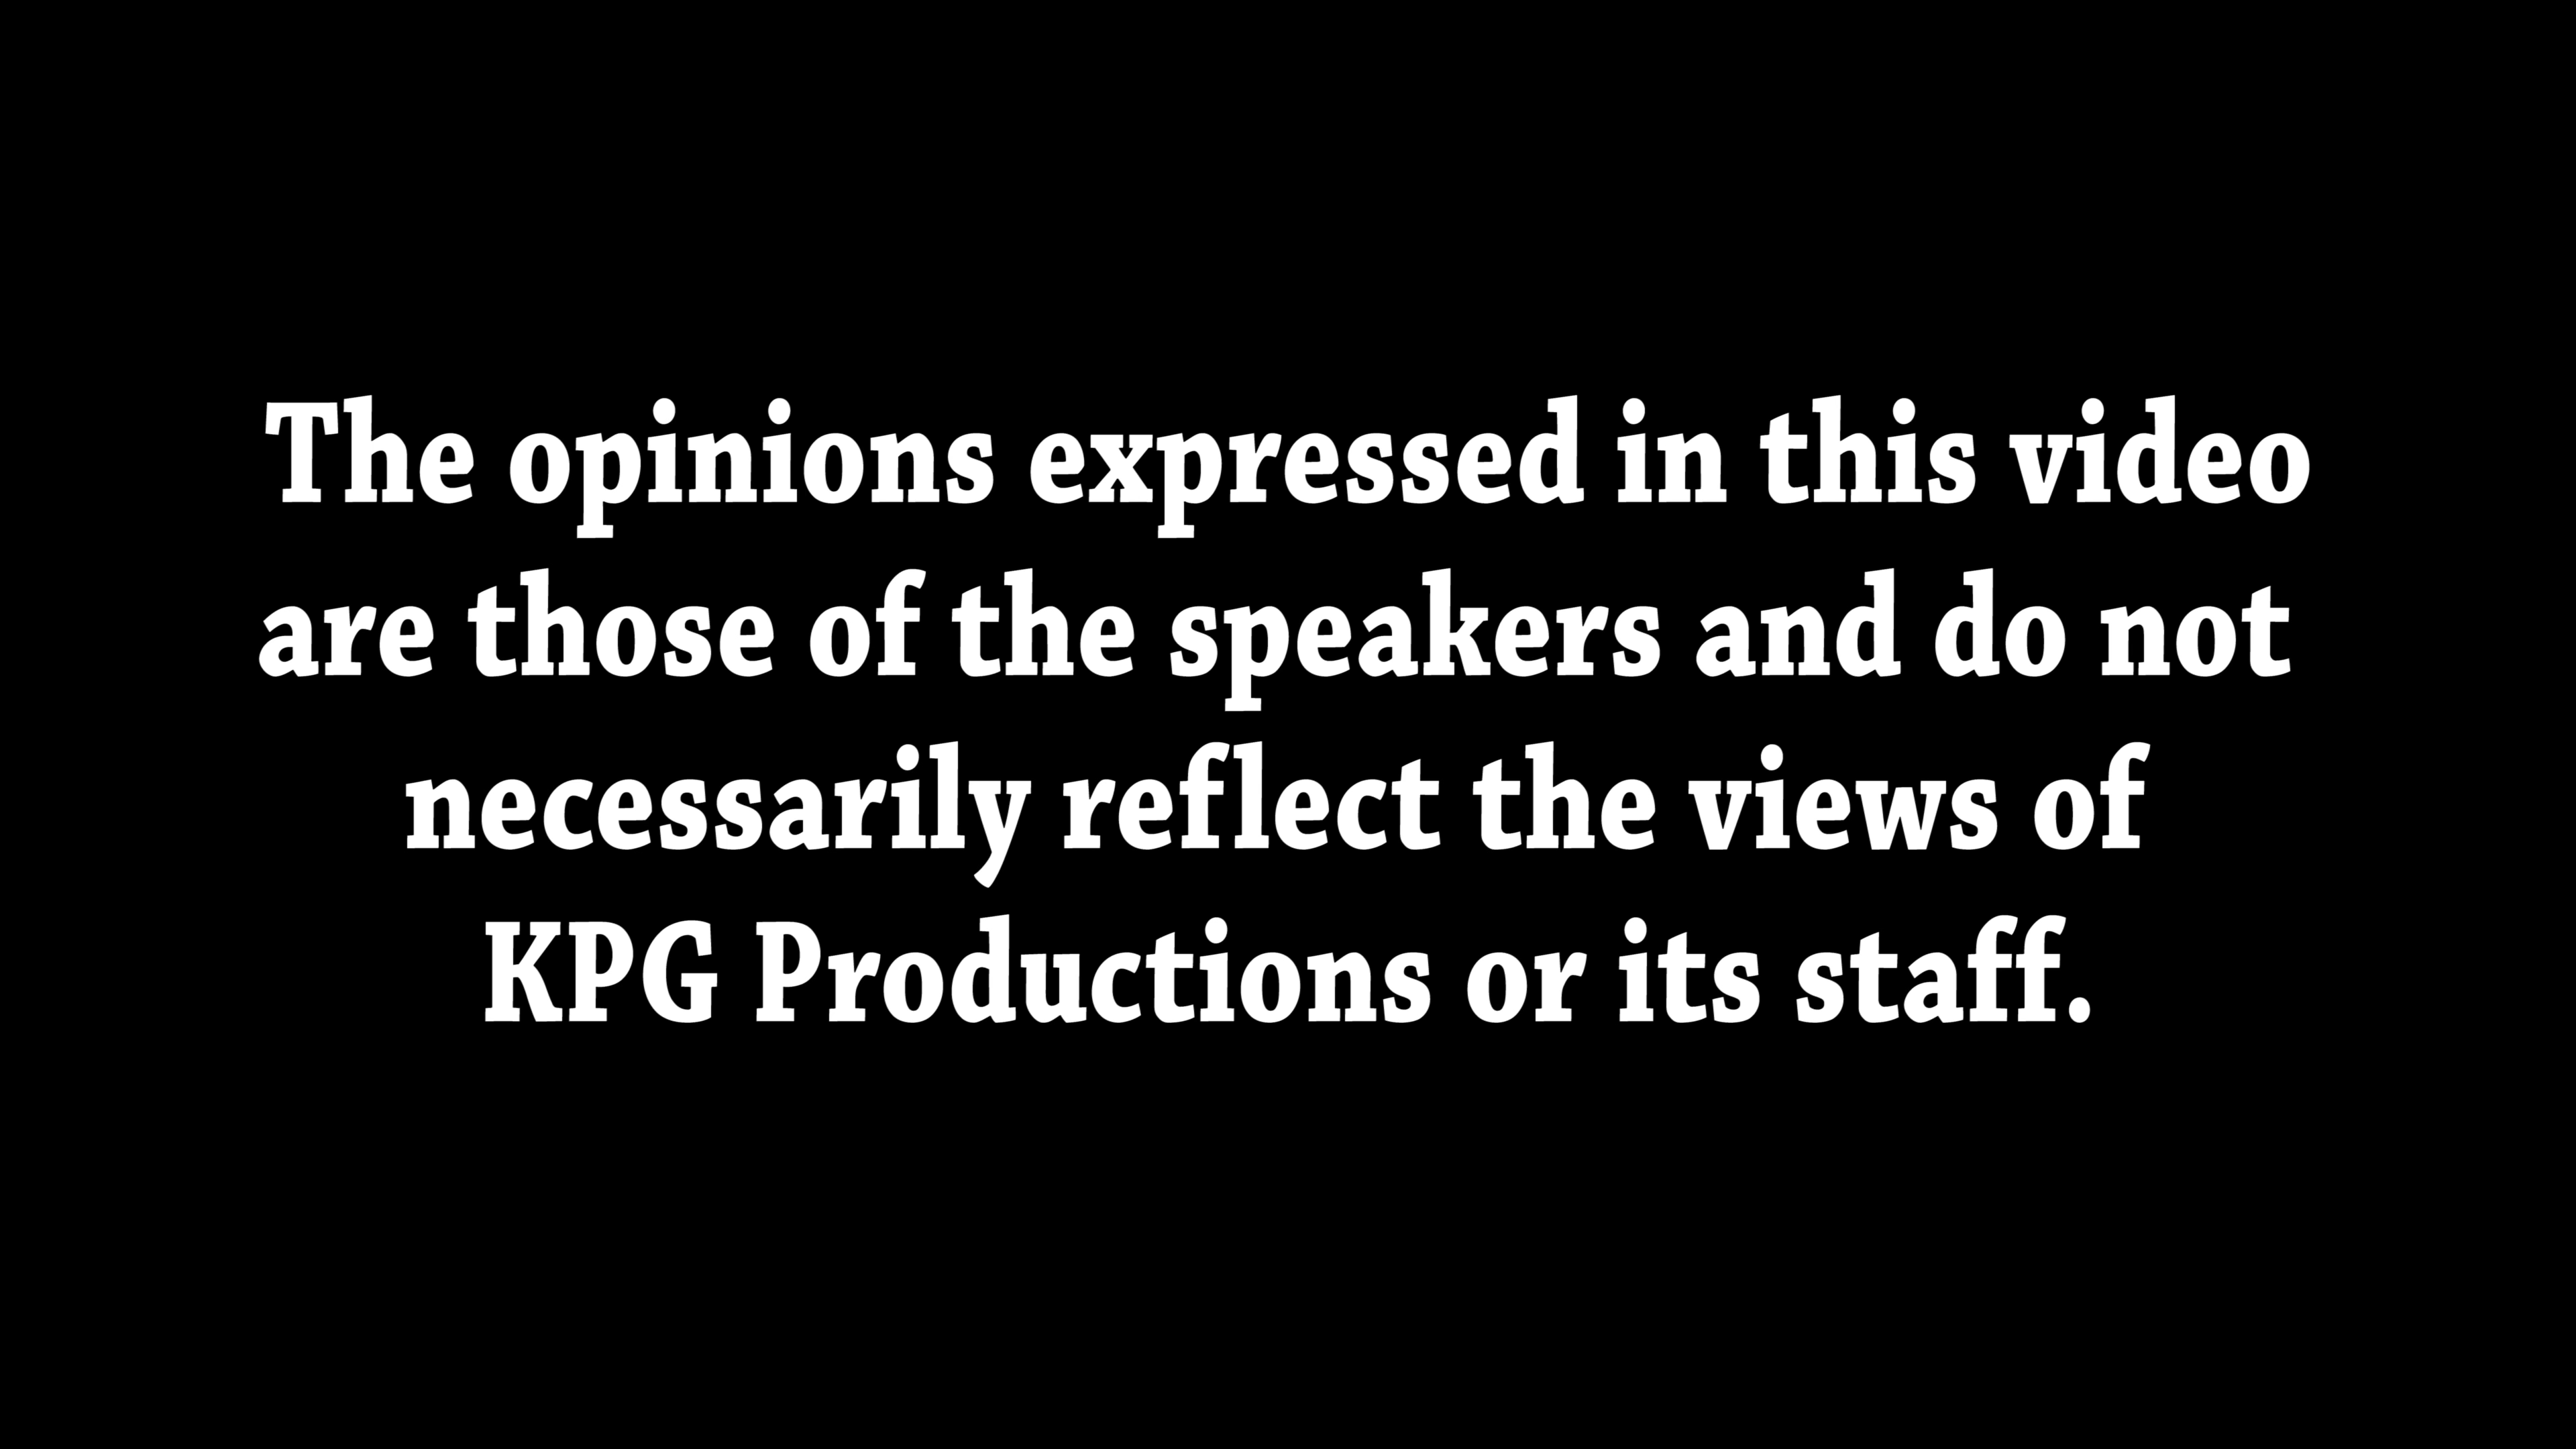 The opinions expressed in this video
are those of the speakers and do not
necessarily reflect the views of
KPG Productions or its staff.